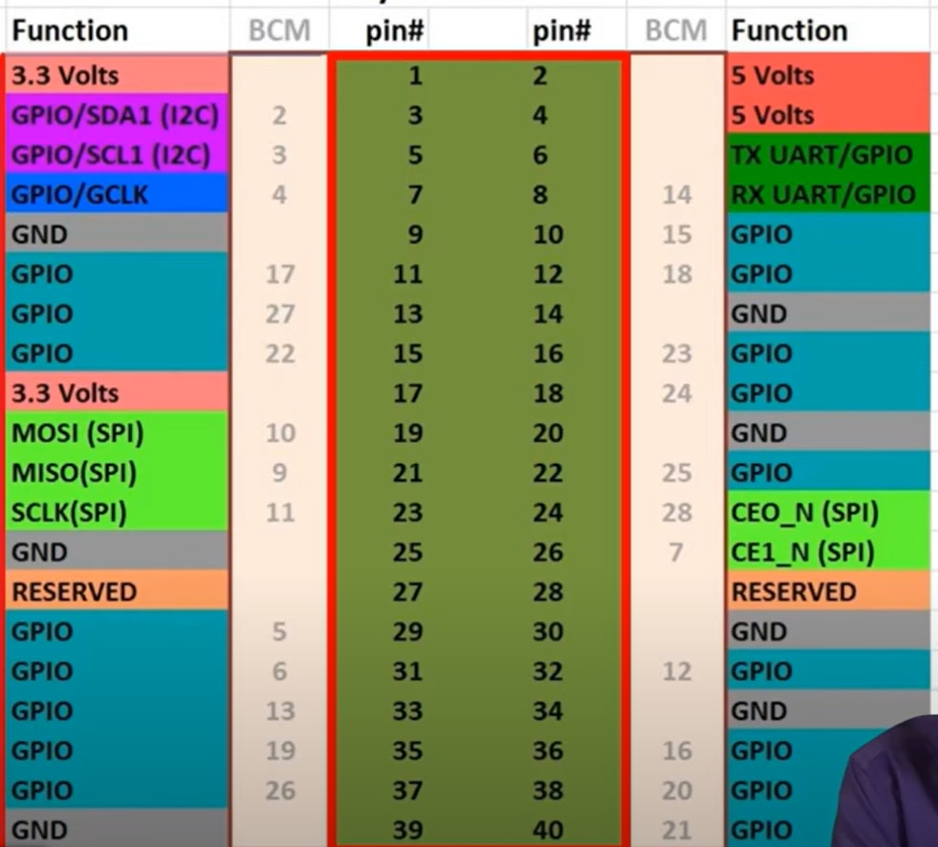 Function BCM pin# pin# BCM Function
3.3 Volts 1 2 5 Volts
GPIO/SDA1 (I2C) 2 3 4 5 Volts
GPIO/SCL1 (I2C) 3 5 6 TX UART/GPIO
GPIO/GCLK 4 7 8 14 RX UART/GPIO
GND 9 10 15 GPIO
GPIO 17 11 12 18 GPIO
GPIO 27 13 14 GND
GPIO 22 15 16 23 GPIO
3.3 Volts 17 18 24 GPIO
MOSI (SPI) 10 19 20 GND
MISO(SPI) 9 21 22 25 GPIO
SCLK(SPI) 11 23 24 28 CEO_N (SPI)
GND 25 26 7 CE1_N (SPI)
RESERVED 27 28 RESERVED
GPIO 5 29 30 GND
GPIO 6 31 32 12 GPIO
GPIO 13 33 34 GND
GPIO 19 35 36 16 GPIO
GPIO 26 37 38 20 GPIO
GND 39 40 21 GPIO